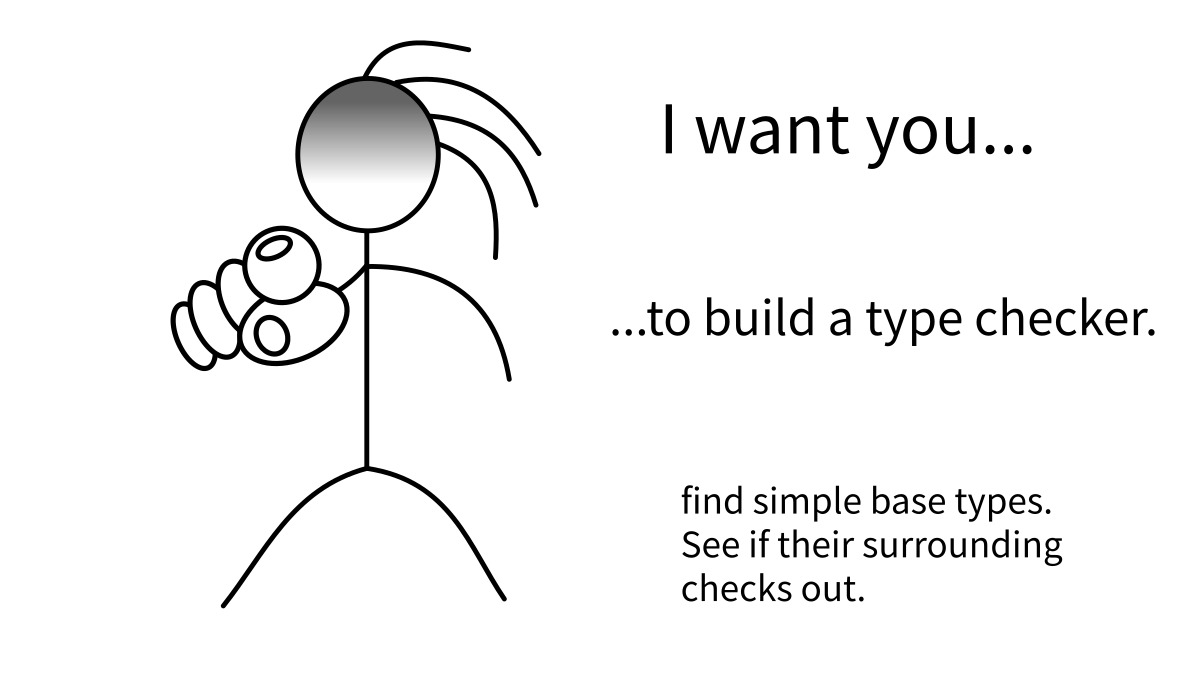 I want you...
...to build a type checker.
find simple base types.
See if their surrounding
checks out.